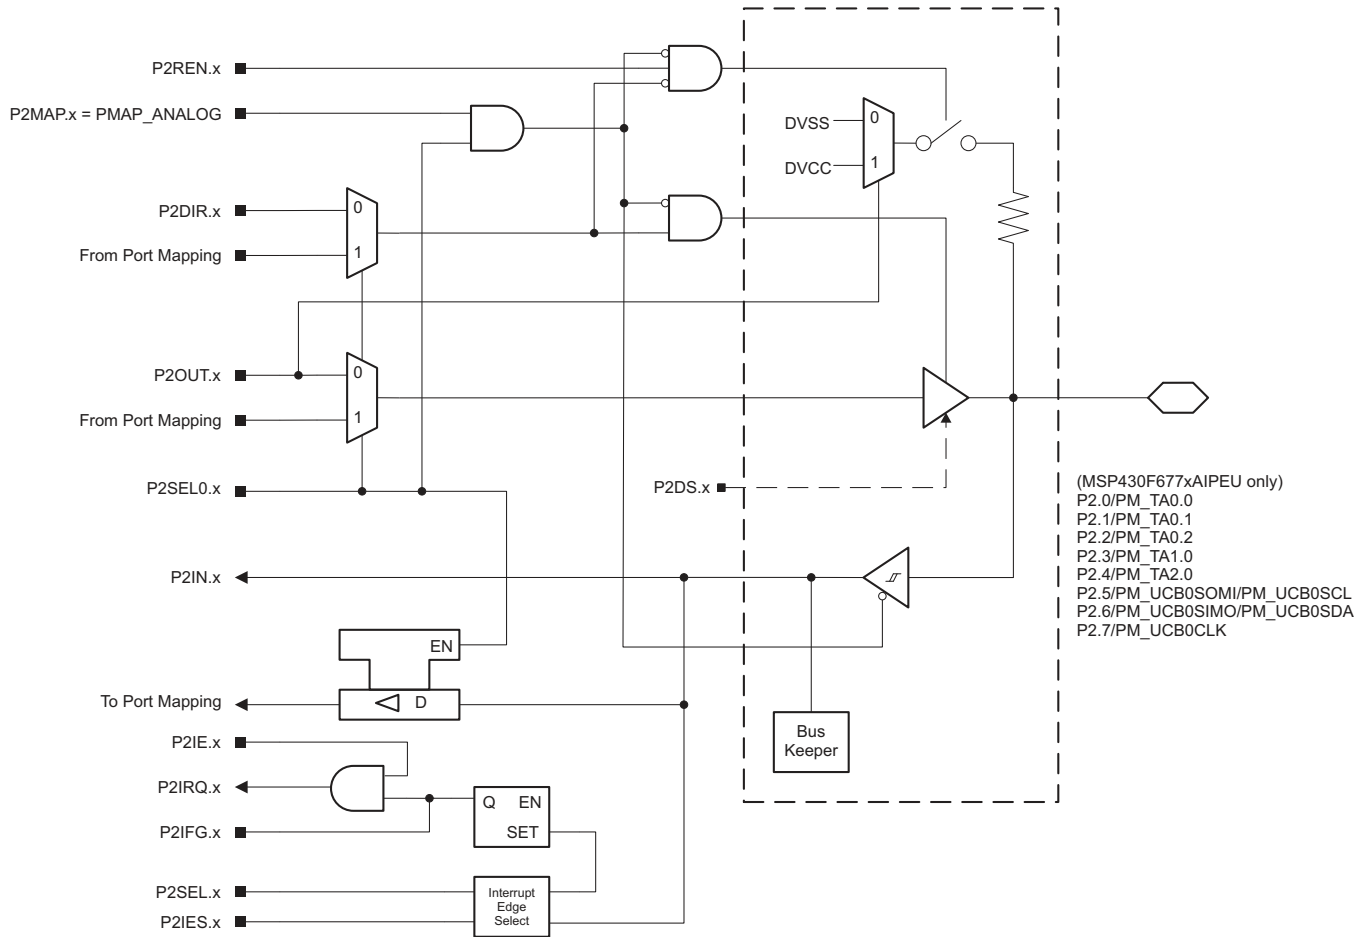 P2REN.x
P2MAP.x = PMAP_ANALOG
DVSS
0
DVCC
1
P2DIR.x
0
From Port Mapping
1
P2OUT.x
0
From Port Mapping
1
P2SEL0.x
P2DS.x
(MSP430F677xAIPEU only)
P2.0/PM_TA0.0
P2.1/PM_TA0.1
P2.2/PM_TA0.2
P2.3/PM_TA1.0
P2.4/PM_TA2.0
P2.5/PM_UCB0SOMI/PM_UCB0SCL
P2.6/PM_UCB0SIMO/PM_UCB0SDA
P2.7/PM_UCB0CLK
P2IN.x
EN
To Port Mapping
D
Bus
Keeper
P2IE.x
P2IRQ.x
Q EN
SET
P2IFG.x
P2SEL.x
Interrupt
Edge
Select
P2IES.x